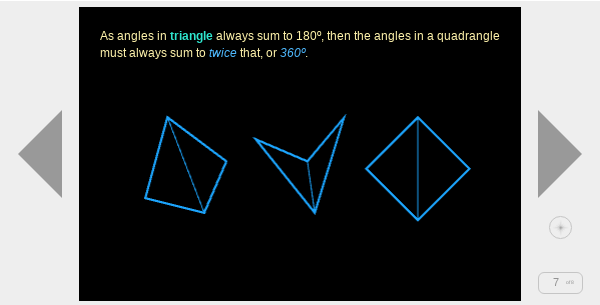 As angles in triangle always sum to 180º, then the angles in a quadrangle
must always sum to twice that, or 360º.
7